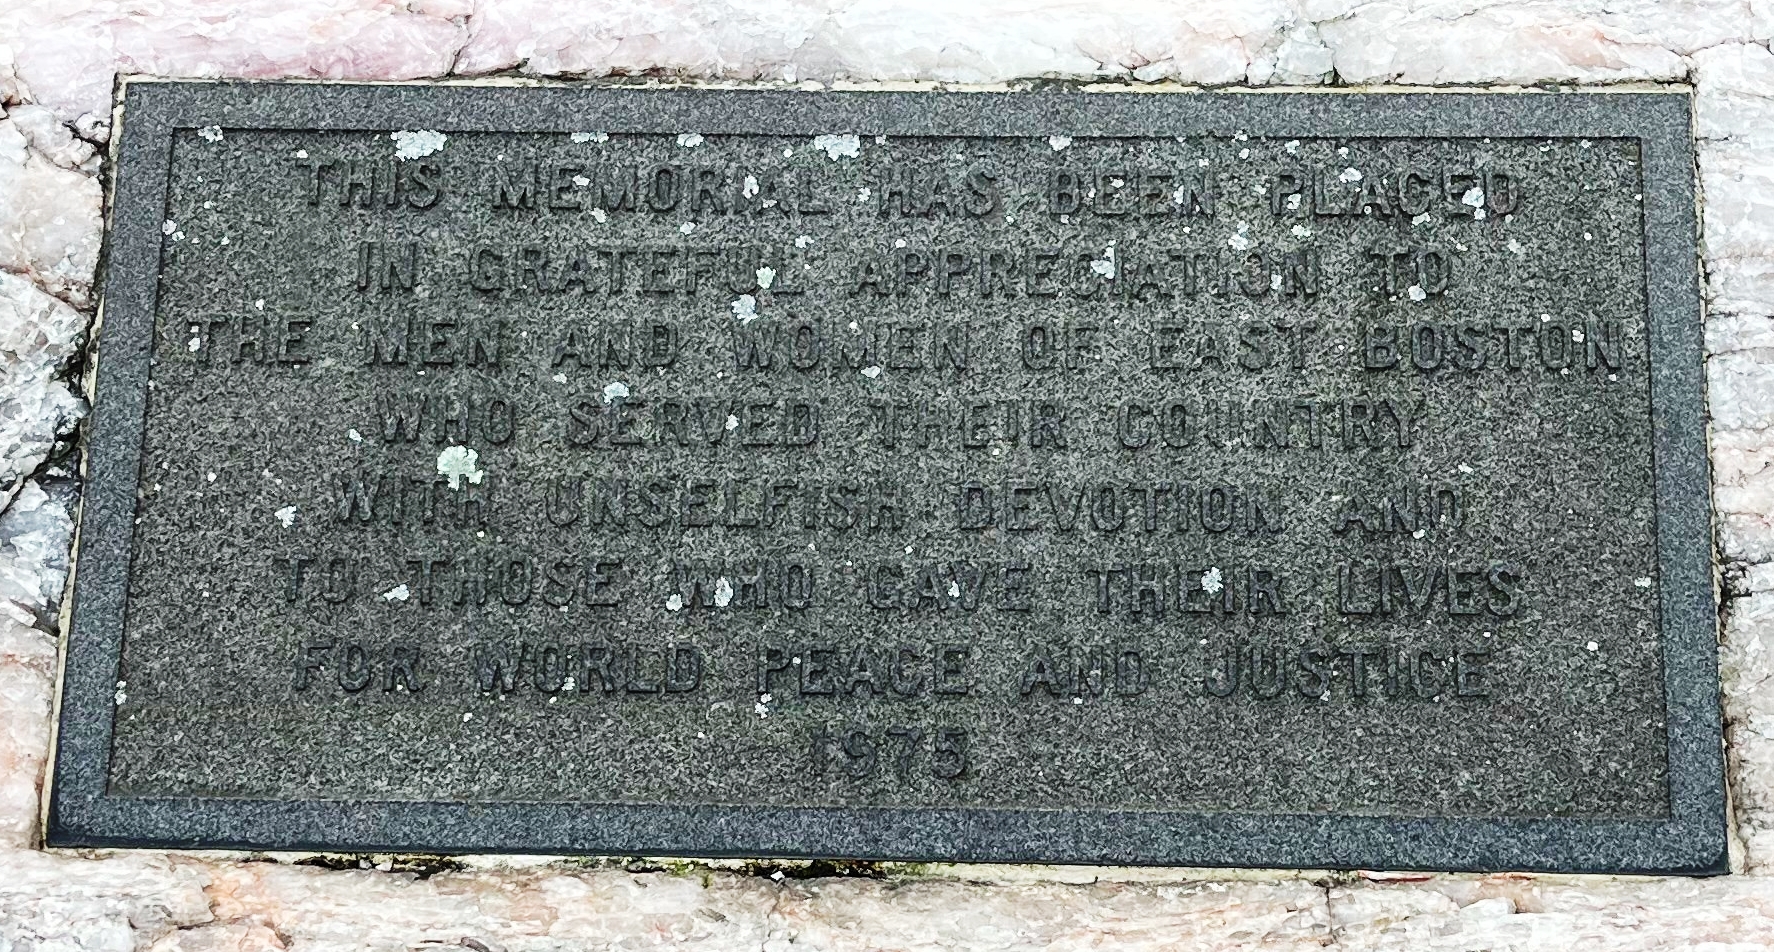 THIS MEMORIAL HAS BEEN PLACED
IN GRATEFUL APPRECIATION TO
THE MEN AND WOMEN OF EAST BOSTON
WHO SERVED THEIR COUNTRY
WITH UNSELFISH DEVOTION AND
TO THOSE WHO GAVE THEIR LIVES
FOR WORLD PEACE AND JUSTICE
1975